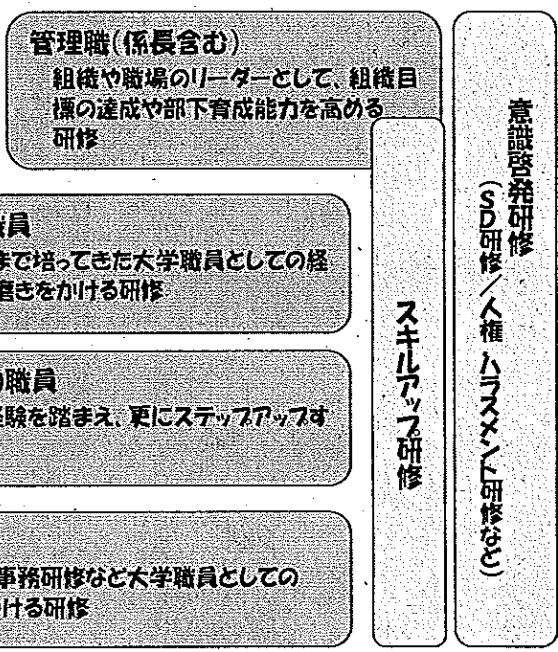 管理職(係長含む)
組織や職場のリーダーとして、組織目
標の達成や部下育成能力を高める
研修
員
まで培ってきた大学職員としての経
磨きをかける研修
職員
験を踏まえ、更にステップアップす
事務研修など大学職員としての
ける研修
スキルアップ研修
意識啓発研修
(SD研修/人権 ハラスメント研修など)